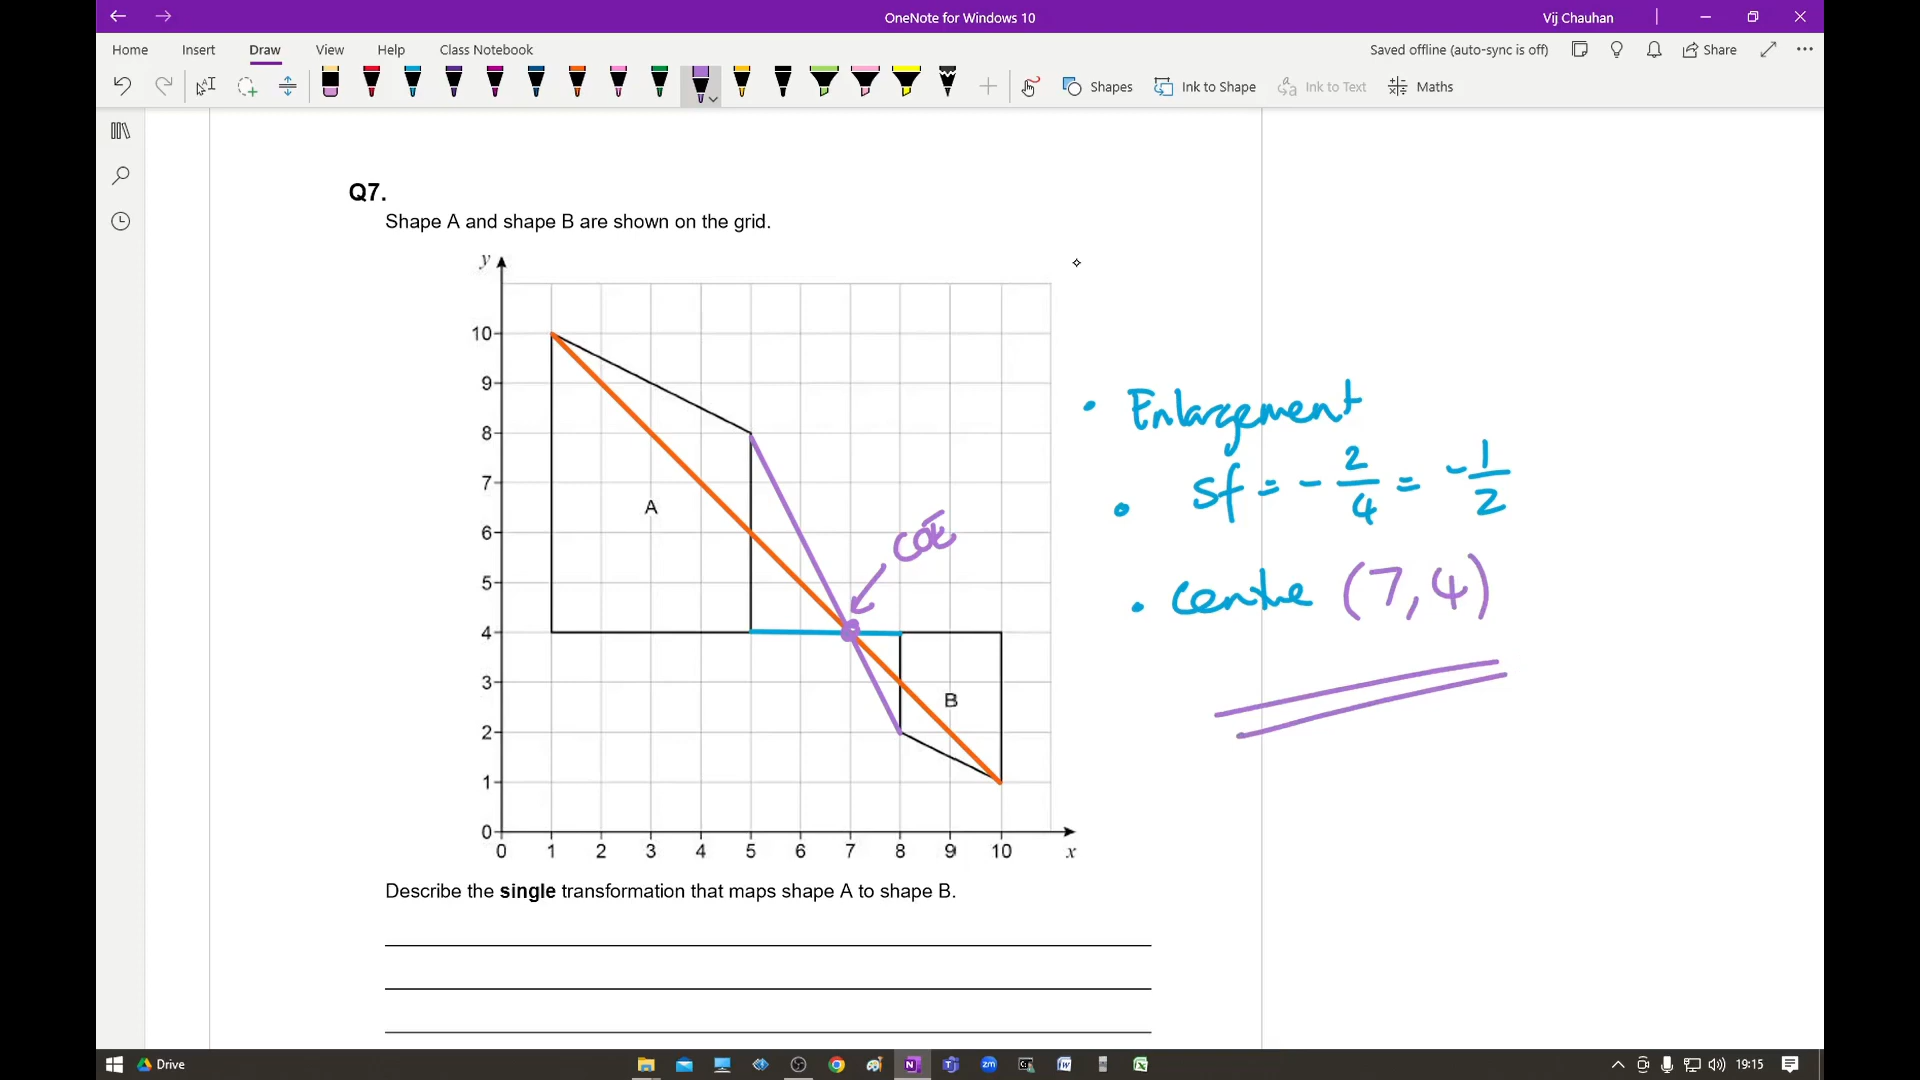 OneNote for Windows 10
Vij Chauhan
Home Insert Draw View Help Class Notebook
Saved offline (auto-sync is off) Share
Shapes Ink to Shape Ink to Text Maths
Q7.
Shape A and shape B are shown on the grid.
y
10
9
8
7
6
5
4
3
2
1
0
0 1 2 3 4 5 6 7 8 9 10 x
A
B
COE
• Enlargement
• sf = - 2/4 = - 1/2
• centre (7,4)
Describe the single transformation that maps shape A to shape B.
Drive
19:15